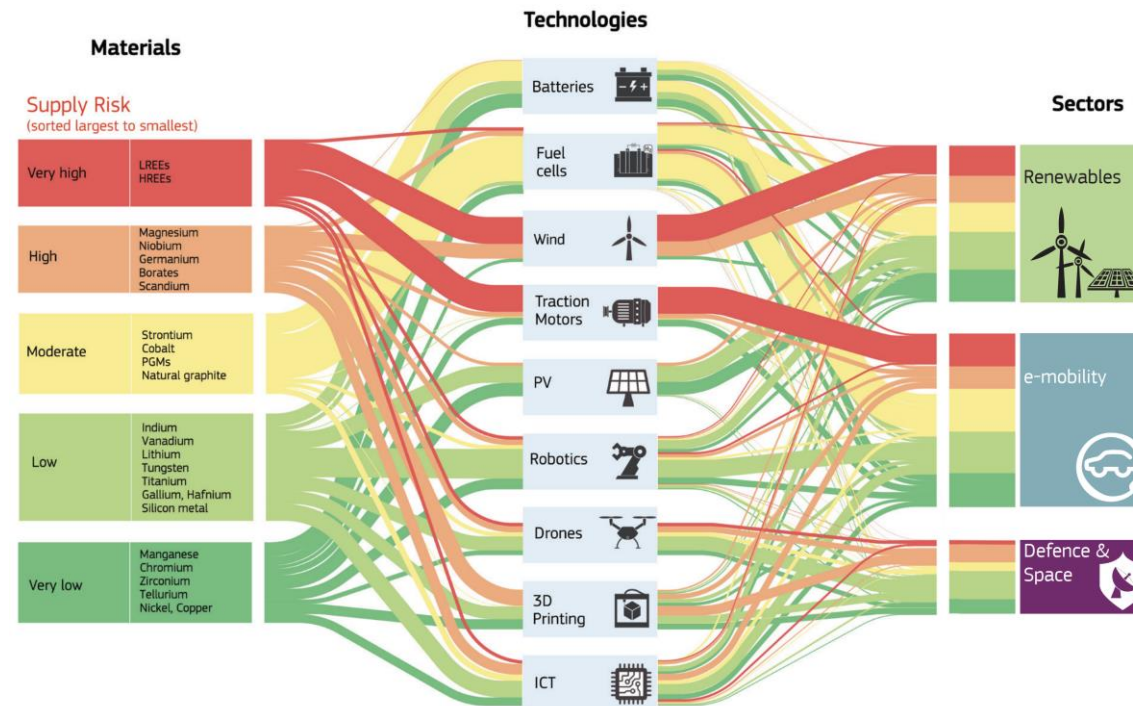 Technologies
Materials
Supply Risk
(sorted largest to smallest)
Very high
LREEs
HREEs
High
Magnesium
Niobium
Germanium
Borates
Scandium
Moderate
Strontium
Cobalt
PGMs
Natural graphite
Low
Indium
Vanadium
Lithium
Tungsten
Titanium
Gallium, Hafnium
Silicon metal
Very low
Manganese
Chromium
Zirconium
Tellurium
Nickel, Copper
Batteries
Fuel
cells
Wind
Traction
Motors
PV
Robotics
Drones
3D
Printing
ICT
Sectors
Renewables
e-mobility
Defence &
Space